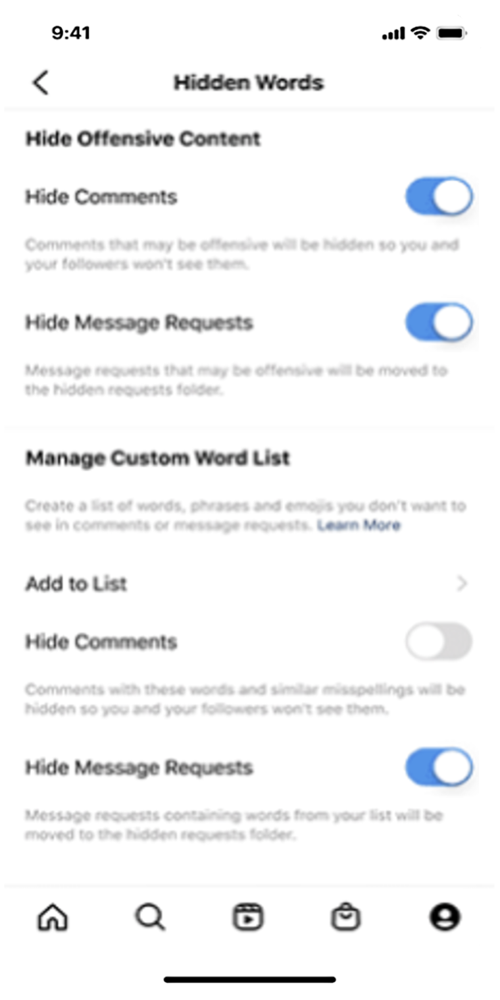 9:41
Hidden Words
Hide Offensive Content
Hide Comments
Comments that may be offensive will be hidden so you and
your followers won't see them.
Hide Message Requests
Message requests that may be offensive will be moved to
the hidden requests folder.
Manage Custom Word List
Create a list of words, phrases and emojis you don't want to
see in comments or message requests. Learn More
Add to List
Hide Comments
Comments with these words and similar misspellings will be
hidden so you and your followers won't see them.
Hide Message Requests
Message requests containing words from your list will be
moved to the hidden requests folder.